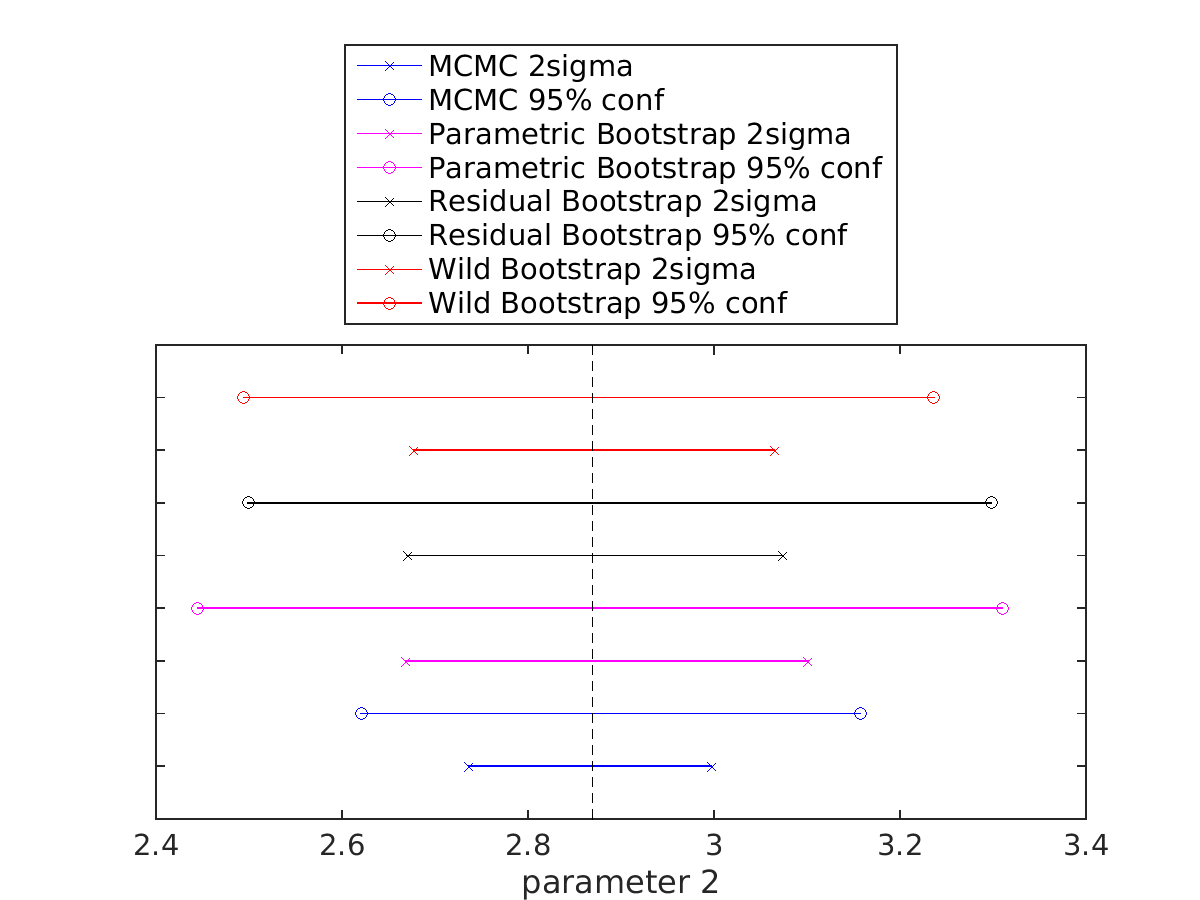 MCMC 2sigma
MCMC 95% conf
Parametric Bootstrap 2sigma
Parametric Bootstrap 95% conf
Residual Bootstrap 2sigma
Residual Bootstrap 95% conf
Wild Bootstrap 2sigma
Wild Bootstrap 95% conf
2.4 2.6 2.8 3 3.2 3.4
parameter 2